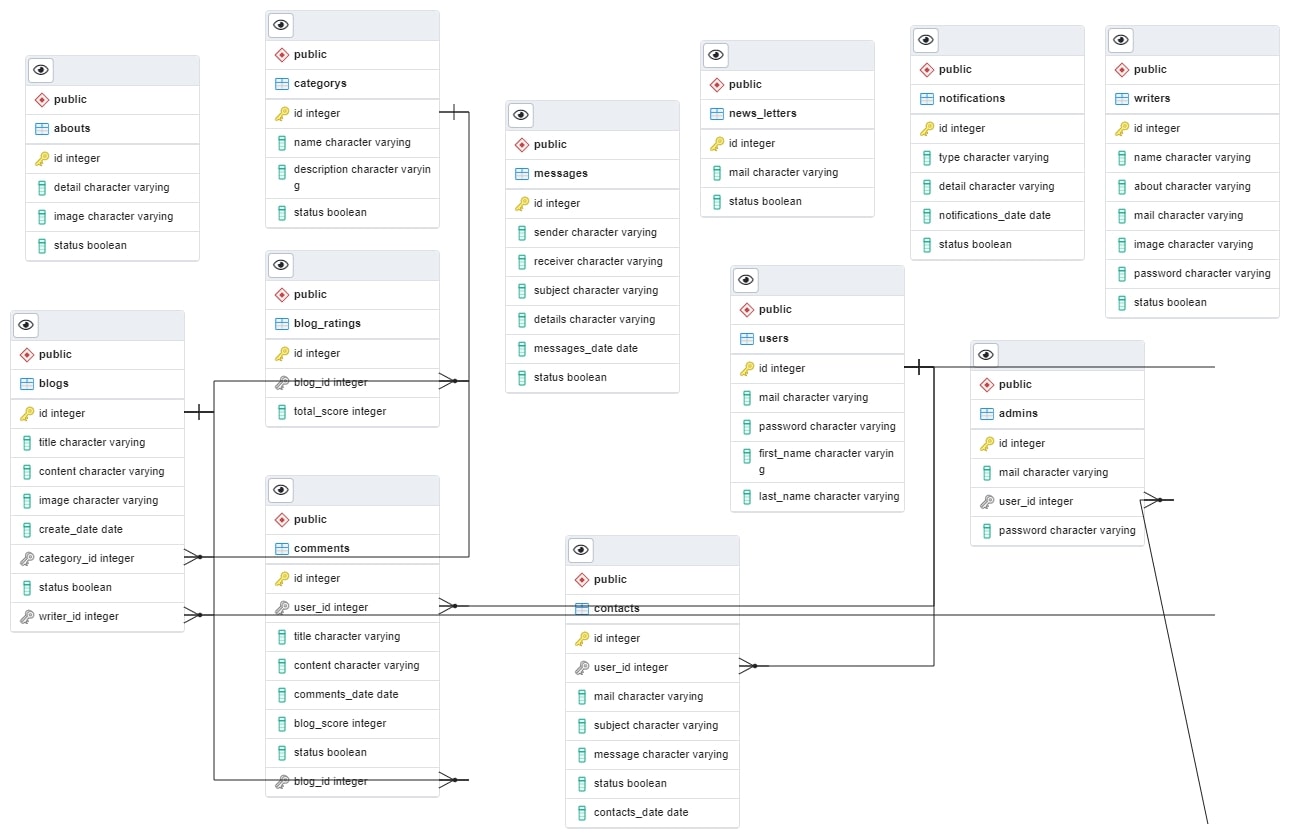 public
abouts
id integer
detail character varying
image character varying
status boolean
public
categorys
id integer
name character varying
description character varyin
g
status boolean
public
messages
id integer
sender character varying
receiver character varying
subject character varying
details character varying
messages_date date
status boolean
public
news_letters
id integer
mail character varying
status boolean
public
notifications
id integer
type character varying
detail character varying
notifications_date date
status boolean
public
writers
id integer
name character varying
about character varying
mail character varying
image character varying
password character varying
status boolean
public
blogs
id integer
title character varying
content character varying
image character varying
create_date date
category_id integer
status boolean
writer_id integer
public
blog_ratings
id integer
blog_id integer
total_score integer
public
users
id integer
mail character varying
password character varying
first_name character varyin
g
last_name character varying
public
admins
id integer
mail character varying
user_id integer
password character varying
public
comments
id integer
user_id integer
title character varying
content character varying
comments_date date
blog_score integer
status boolean
blog_id integer
public
contacts
id integer
user_id integer
mail character varying
subject character varying
message character varying
status boolean
contacts_date date